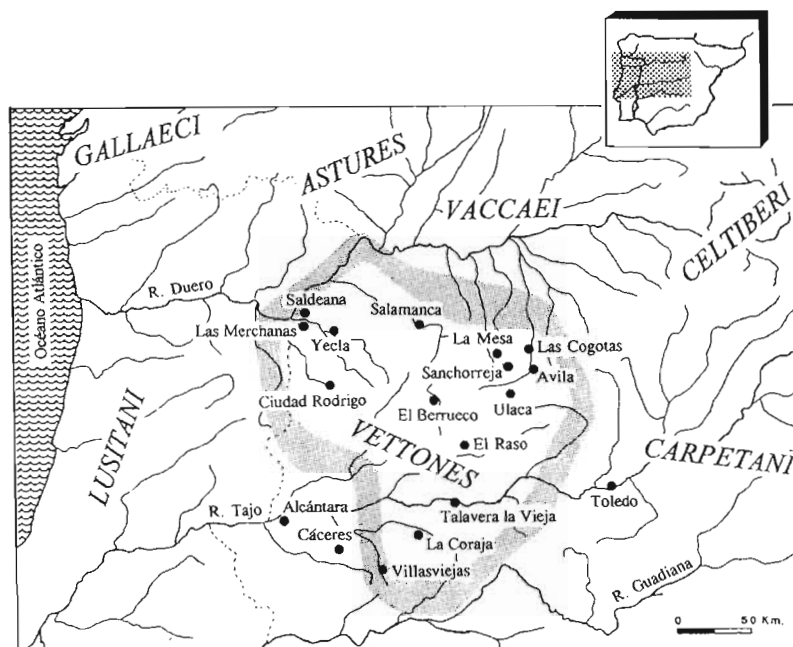 GALLAECI
ASTURES
VACCAEI
CELTIBERI
Océano Atlántico
R. Duero
Saldeana
Salamanca
Las Merchanas
Yecla
La Mesa
Las Cogotas
Sanchorreja
Avila
Ciudad Rodrigo
El Berrueco
Ulaca
LUSITANI
VETTONES
El Raso
CARPETANI
R. Tajo
Alcántara
Talavera la Vieja
Toledo
Cáceres
La Coraja
Villasviejas
R. Guadiana
0 50 Km.